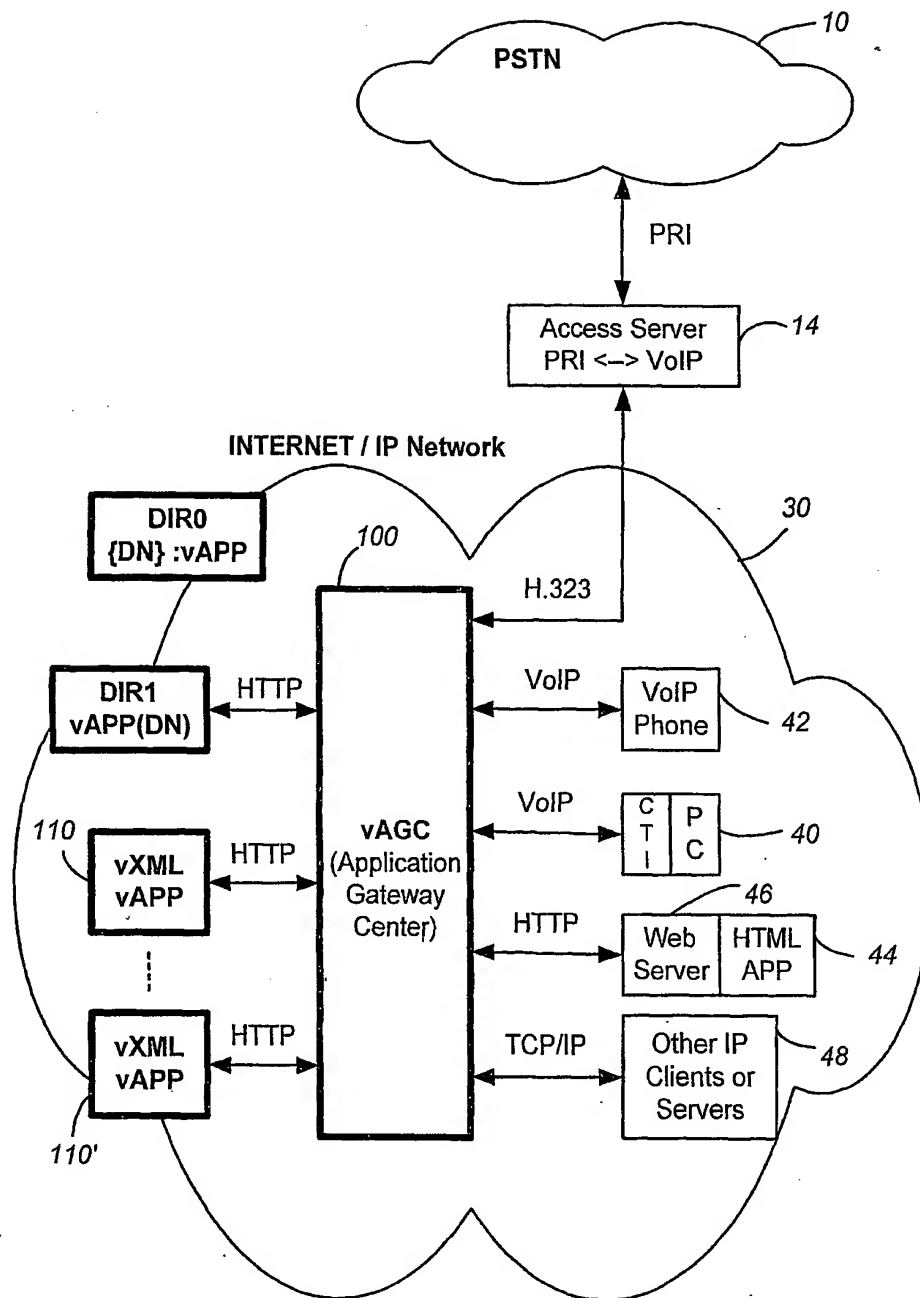 10
PSTN
PRI
Access Server
PRI <--> VoIP
14
INTERNET / IP Network
DIR0
{DN} :vAPP
100
30
H.323
DIR1
vAPP(DN)
HTTP
VoIP
VoIP
Phone
42
VoIP
C
T
I
P
C
40
110
vXML
vAPP
HTTP
vAGC
(Application
Gateway
Center)
46
HTTP
Web
Server
HTML
APP
44
vXML
vAPP
HTTP
TCP/IP
Other IP
Clients or
Servers
48
110'